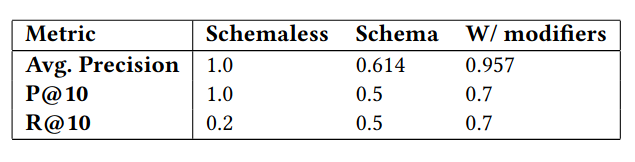 Metric Schemaless Schema W/ modifiers
Avg. Precision 1.0 0.614 0.957
P@10 1.0 0.5 0.7
R@10 0.2 0.5 0.7